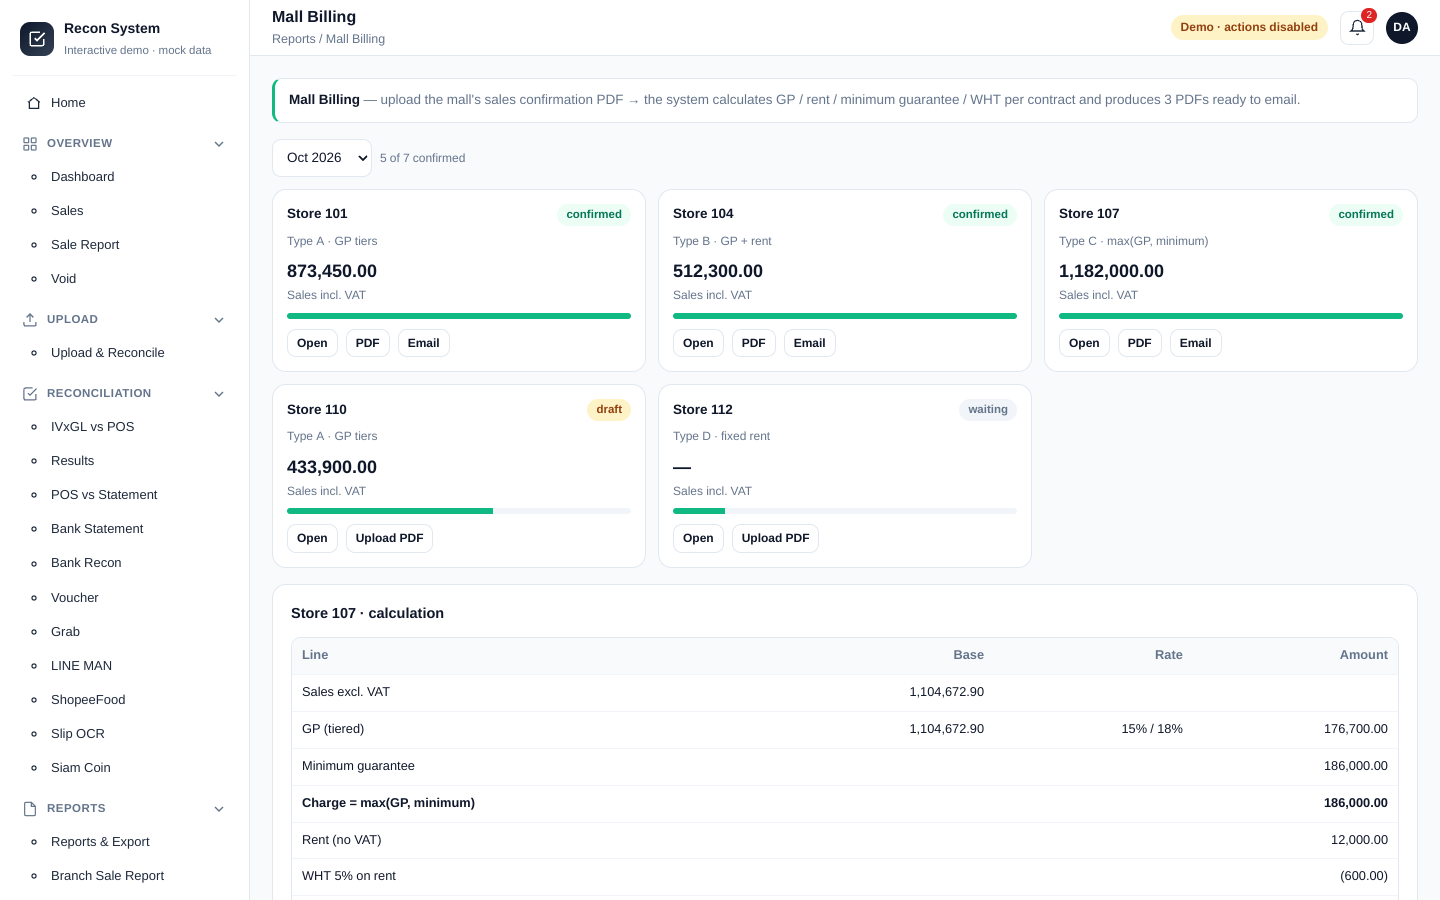 Recon System
Interactive demo · mock data
Home
OVERVIEW
Dashboard
Sales
Sale Report
Void
UPLOAD
Upload & Reconcile
RECONCILIATION
IVxGL vs POS
Results
POS vs Statement
Bank Statement
Bank Recon
Voucher
Grab
LINE MAN
ShopeeFood
Slip OCR
Siam Coin
REPORTS
Reports & Export
Branch Sale Report
Mall Billing
Reports / Mall Billing
Demo · actions disabled
2
DA
Mall Billing — upload the mall's sales confirmation PDF → the system calculates GP / rent / minimum guarantee / WHT per contract and produces 3 PDFs ready to email.
Oct 2026
5 of 7 confirmed
Store 101
confirmed
Type A · GP tiers
873,450.00
Sales incl. VAT
Open PDF Email
Store 104
confirmed
Type B · GP + rent
512,300.00
Sales incl. VAT
Open PDF Email
Store 107
confirmed
Type C · max(GP, minimum)
1,182,000.00
Sales incl. VAT
Open PDF Email
Store 110
draft
Type A · GP tiers
433,900.00
Sales incl. VAT
Open Upload PDF
Store 112
waiting
Type D · fixed rent
—
Sales incl. VAT
Open Upload PDF
Store 107 · calculation
Line Base Rate Amount
Sales excl. VAT 1,104,672.90
GP (tiered) 1,104,672.90 15% / 18% 176,700.00
Minimum guarantee 186,000.00
Charge = max(GP, minimum) 186,000.00
Rent (no VAT) 12,000.00
WHT 5% on rent (600.00)